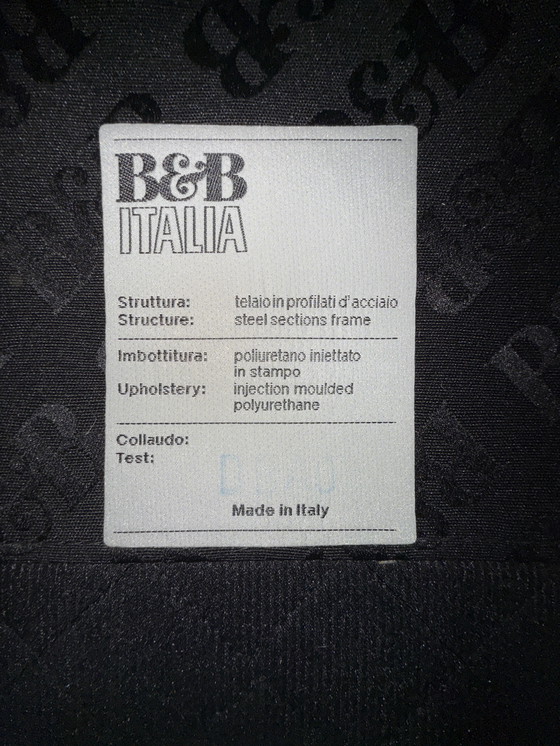 B&B
ITALIA
Struttura: telaio in profilati d'acciaio
Structure: steel sections frame
Imbottitura: poliuretano iniettato
in stampo
Upholstery: injection moulded
polyurethane
Collaudo:
Test:
Made in Italy